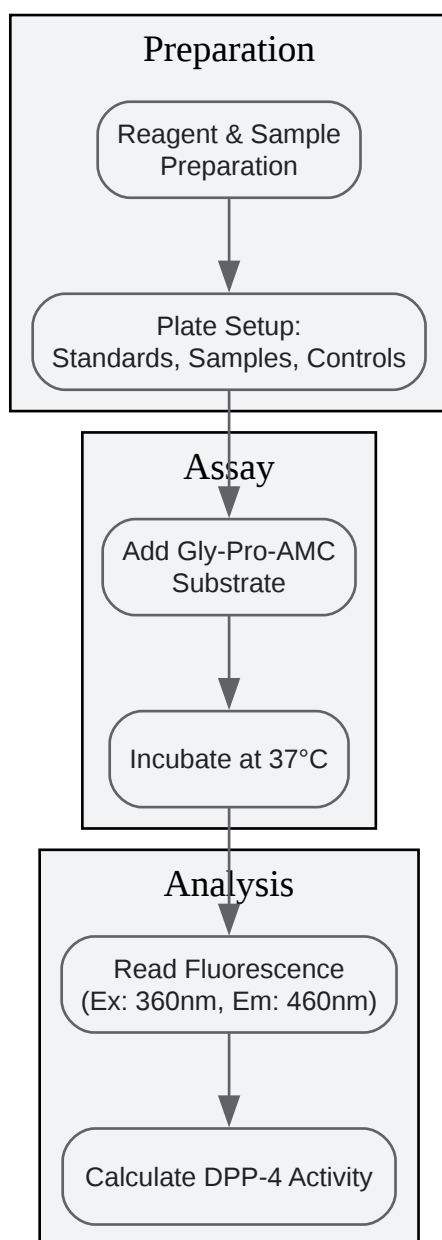 Preparation
Reagent & Sample
Preparation
Plate Setup:
Standards, Samples, Controls
Assay
Add Gly-Pro-AMC
Substrate
Incubate at 37°C
Analysis
Read Fluorescence
(Ex: 360nm, Em: 460nm)
Calculate DPP-4 Activity